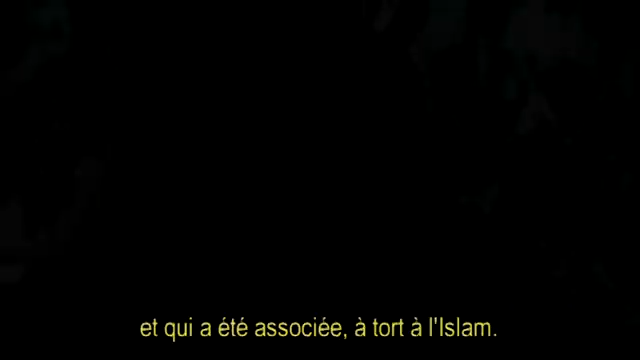 et qui a été associée, à tort à l'Islam.